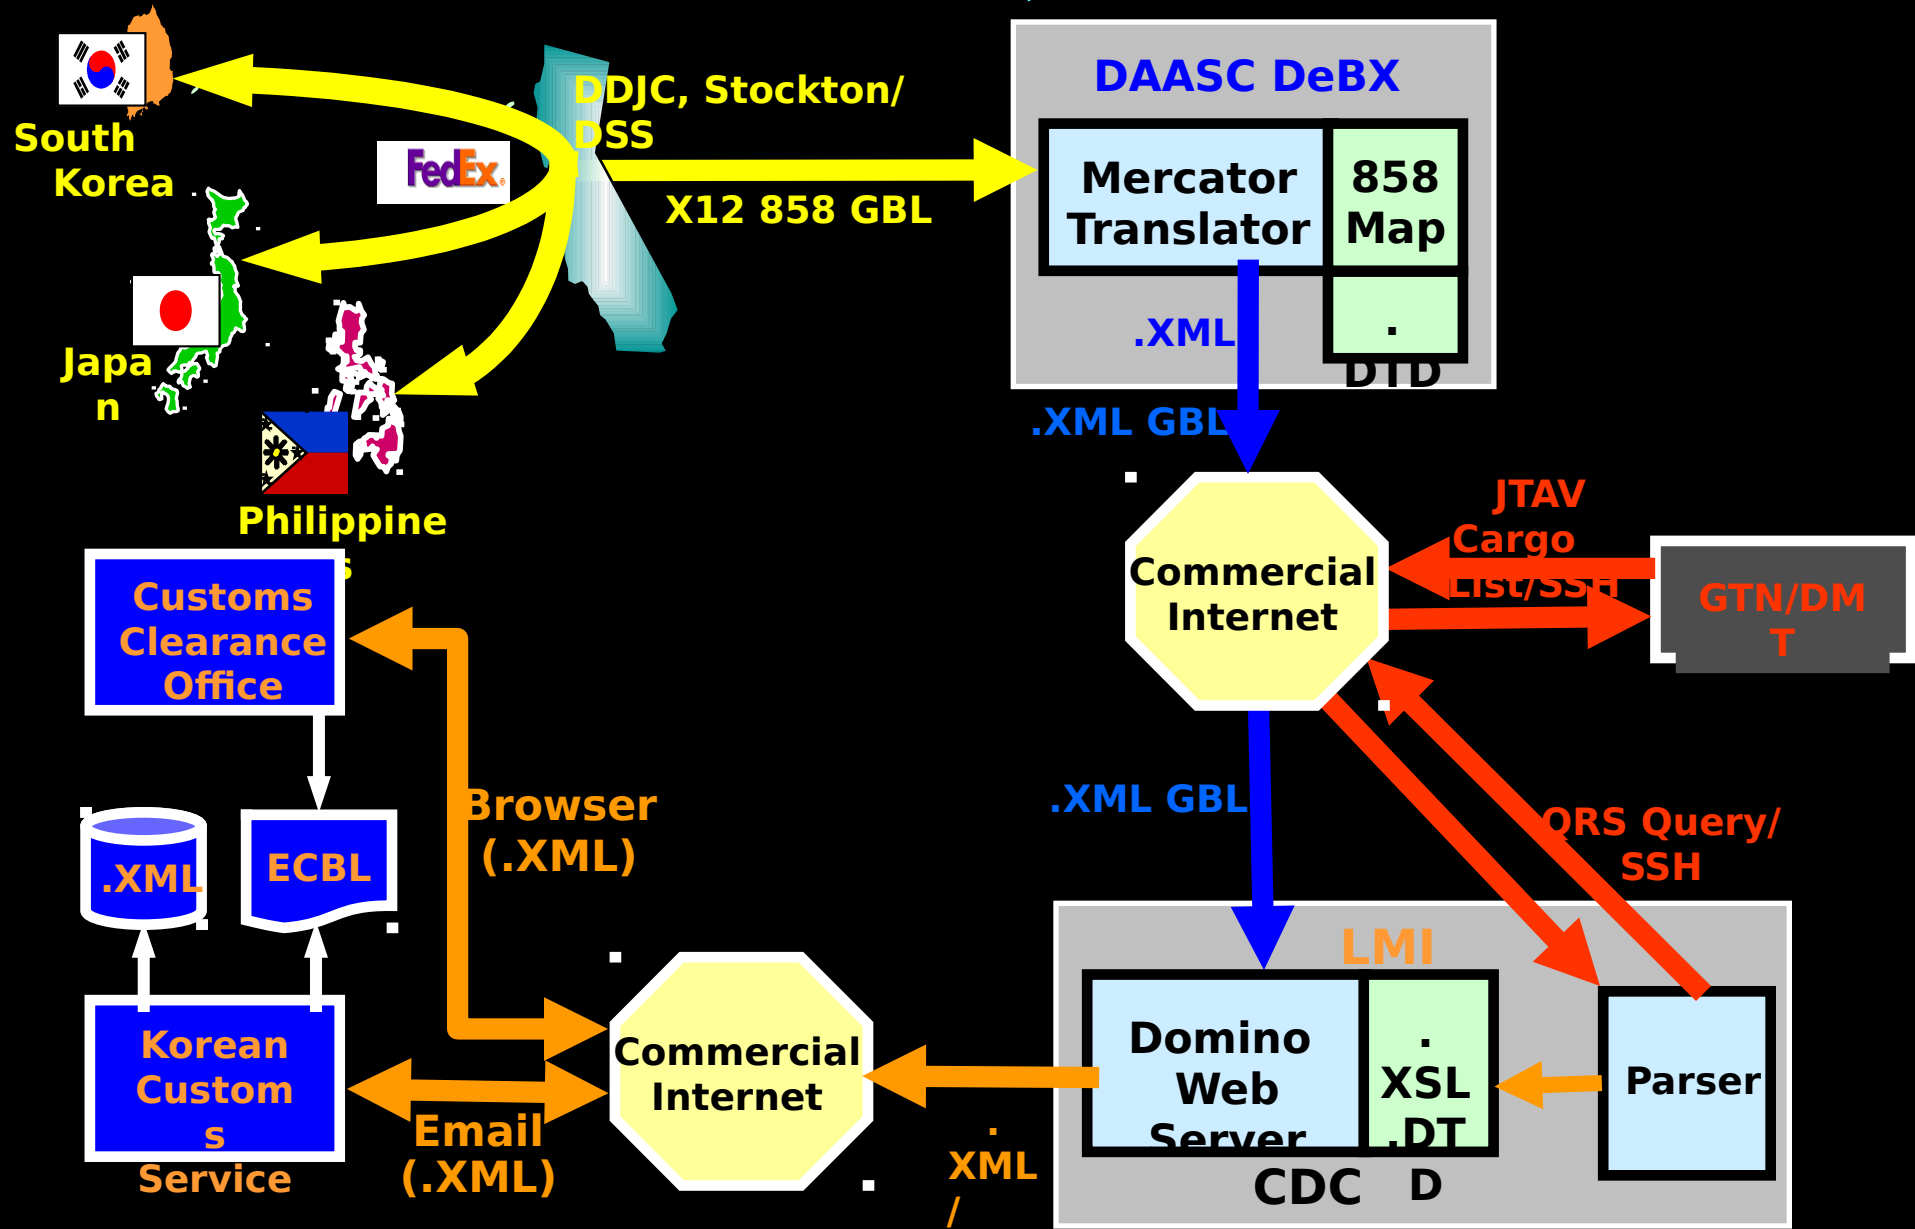 DAASC DeBX
DDJC, Stockton/
DSS
South
Korea
FedEx®
Mercator
Translator
858
Map
X12 858 GBL
.
DTD
.XML
Japa
n
.XML GBL
JTAV
Cargo
List/SSH
Philippine
s
Commercial
Internet
GTN/DM
T
Customs
Clearance
Office
Browser
(.XML)
.XML GBL
QRS Query/
SSH
.XML
ECBL
LMI
Korean
Custom
s
Service
Commercial
Internet
Domino
Web
Server
.
XSL
.DT
D
Parser
Email
(.XML)
.
XML
/
CDC